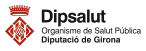 Dipsalut
Organisme de Salut Pública
Diputació de Girona